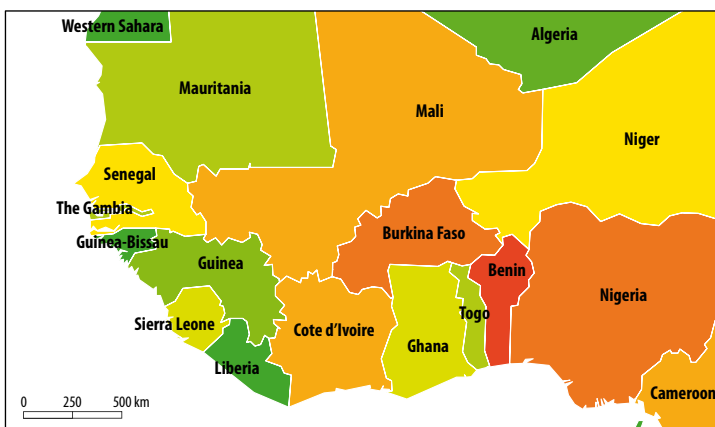 Western Sahara
Algeria
Mauritania
Mali
Niger
Senegal
The Gambia
Guinea-Bissau
Burkina Faso
Guinea
Benin
Nigeria
Togo
Sierra Leone
Cote d'Ivoire
Ghana
Liberia
Cameroon
0 250 500 km